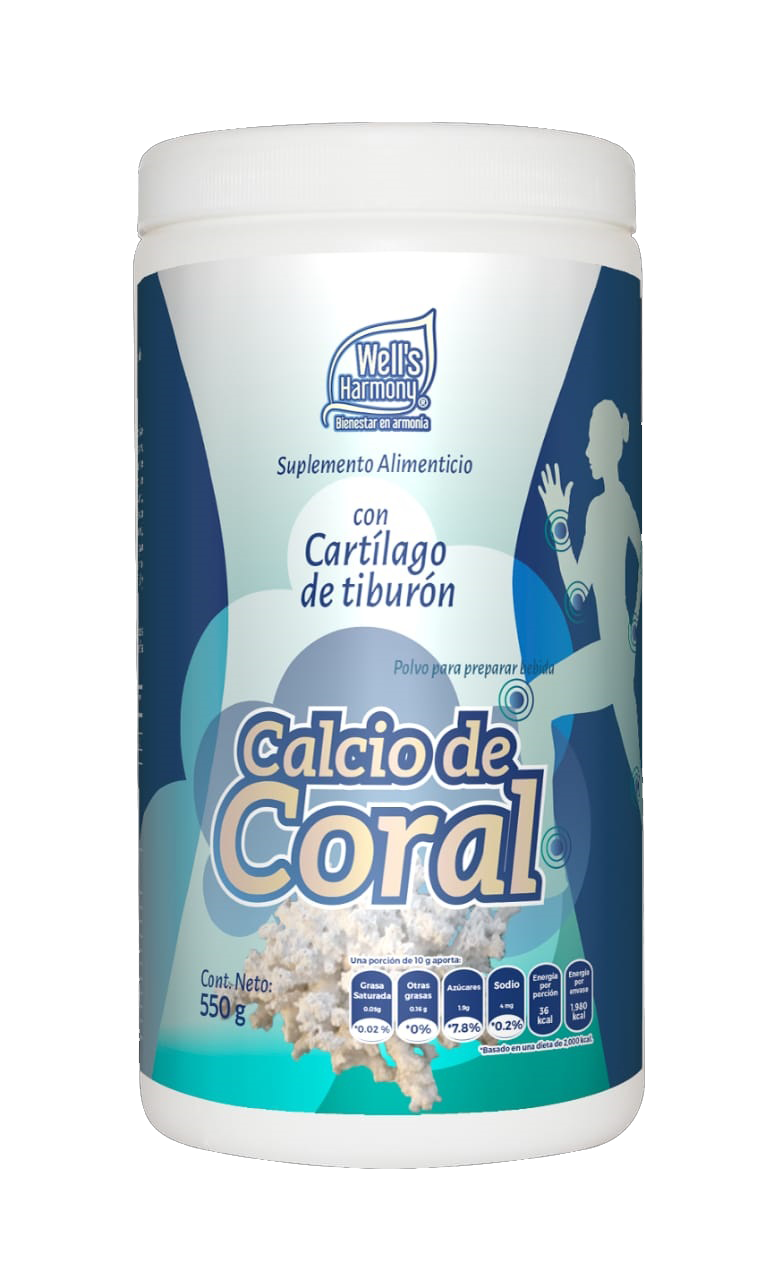 Well's
Harmony®
Bienestar en armonía
Suplemento Alimenticio
con
Cartílago
de tiburón
Polvo para preparar bebida
Calcio de
Coral
Cont. Neto:
550 g
Una porción de 10 g aporta:
Grasa Saturada 0.05g *0.02 %
Otras grasas 0.16 g *0%
Azúcares 1.9g *7.8%
Sodio 4 mg *0.2%
Energía por porción 36 kcal
Energía por envase 1,980 kcal
*Basado en una dieta de 2,000 kcal.